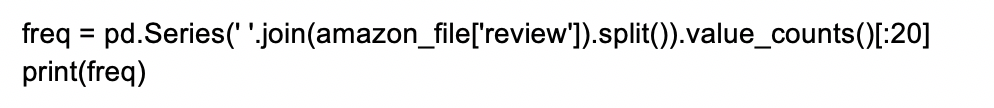 freq = pd.Series(' '.join(amazon_file['review']).split()).value_counts()[:20]
print(freq)